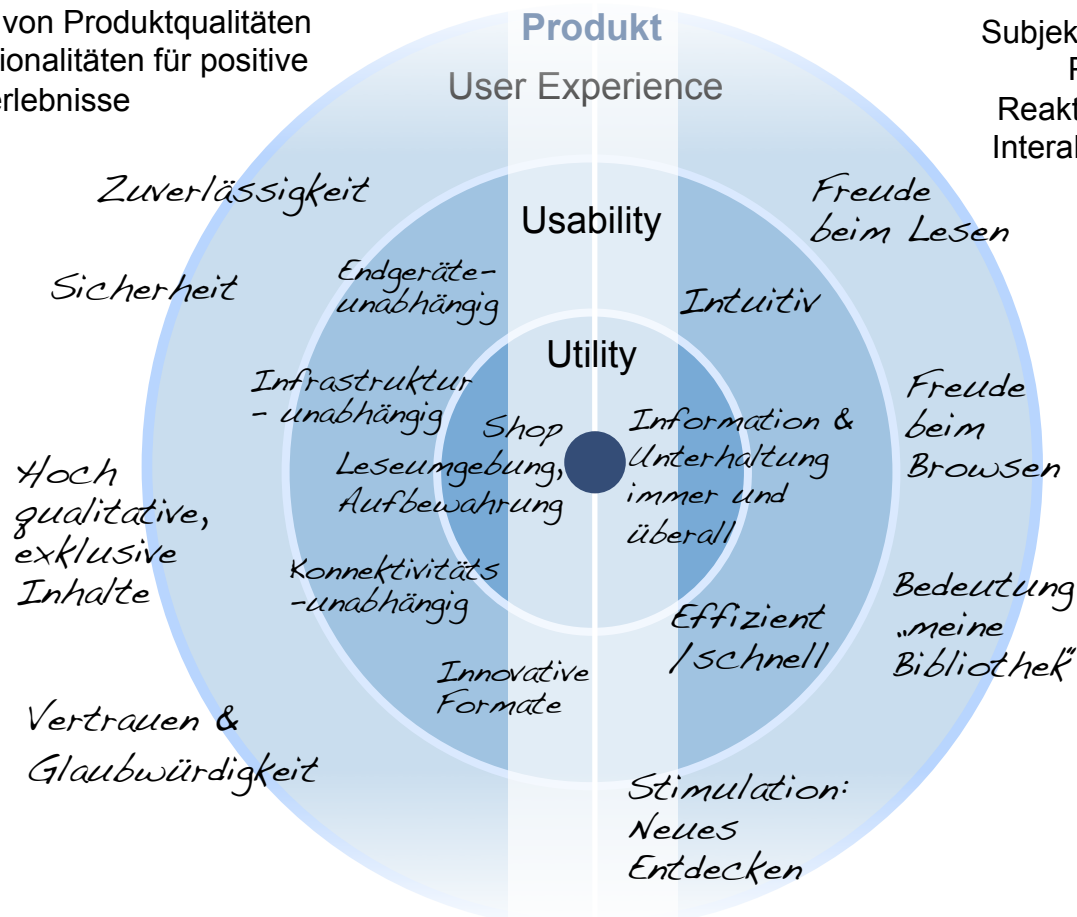 von Produktqualitäten
ionalitäten für positive
erlebnisse
Produkt
User Experience
Subjek
Reakt
Usability
Utility
Zuverlässigkeit
Sicherheit
Endgeräte-
unabhängig
Infrastruktur
- unabhängig
Shop
Leseumgebung,
Aufbewahrung
Hoch
qualitative,
exklusive
Inhalte
Konnektivitäts
-unabhängig
Innovative
Formate
Vertrauen &
Glaubwürdigkeit
Freude
beim Lesen
Intuitiv
Information &
Unterhaltung
immer und
überall
Freude
beim
Browsen
Effizient
/schnell
Bedeutung
„meine
Bibliothek“
Stimulation:
Neues
Entdecken